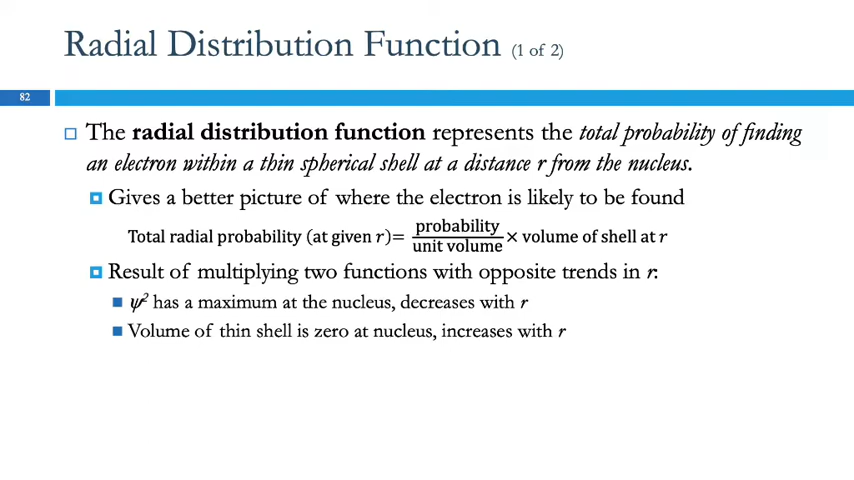 Radial Distribution Function (1 of 2)
82
The radial distribution function represents the total probability of finding
an electron within a thin spherical shell at a distance r from the nucleus.
Gives a better picture of where the electron is likely to be found
Total radial probability (at given r)= probability/unit volume × volume of shell at r
Result of multiplying two functions with opposite trends in r:
ψ² has a maximum at the nucleus, decreases with r
Volume of thin shell is zero at nucleus, increases with r